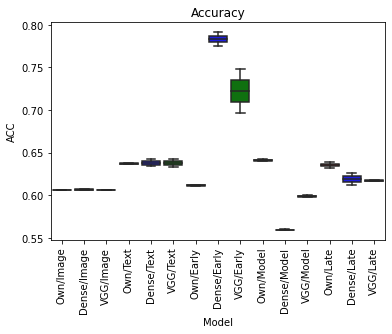 Accuracy
0.80
0.75
0.70
0.65
0.60
0.55
ACC
Own/Image
Dense/Image
VGG/Image
Own/Text
Dense/Text
VGG/Text
Own/Early
Dense/Early
VGG/Early
Own/Model
Dense/Model
VGG/Model
Own/Late
Dense/Late
VGG/Late
Model